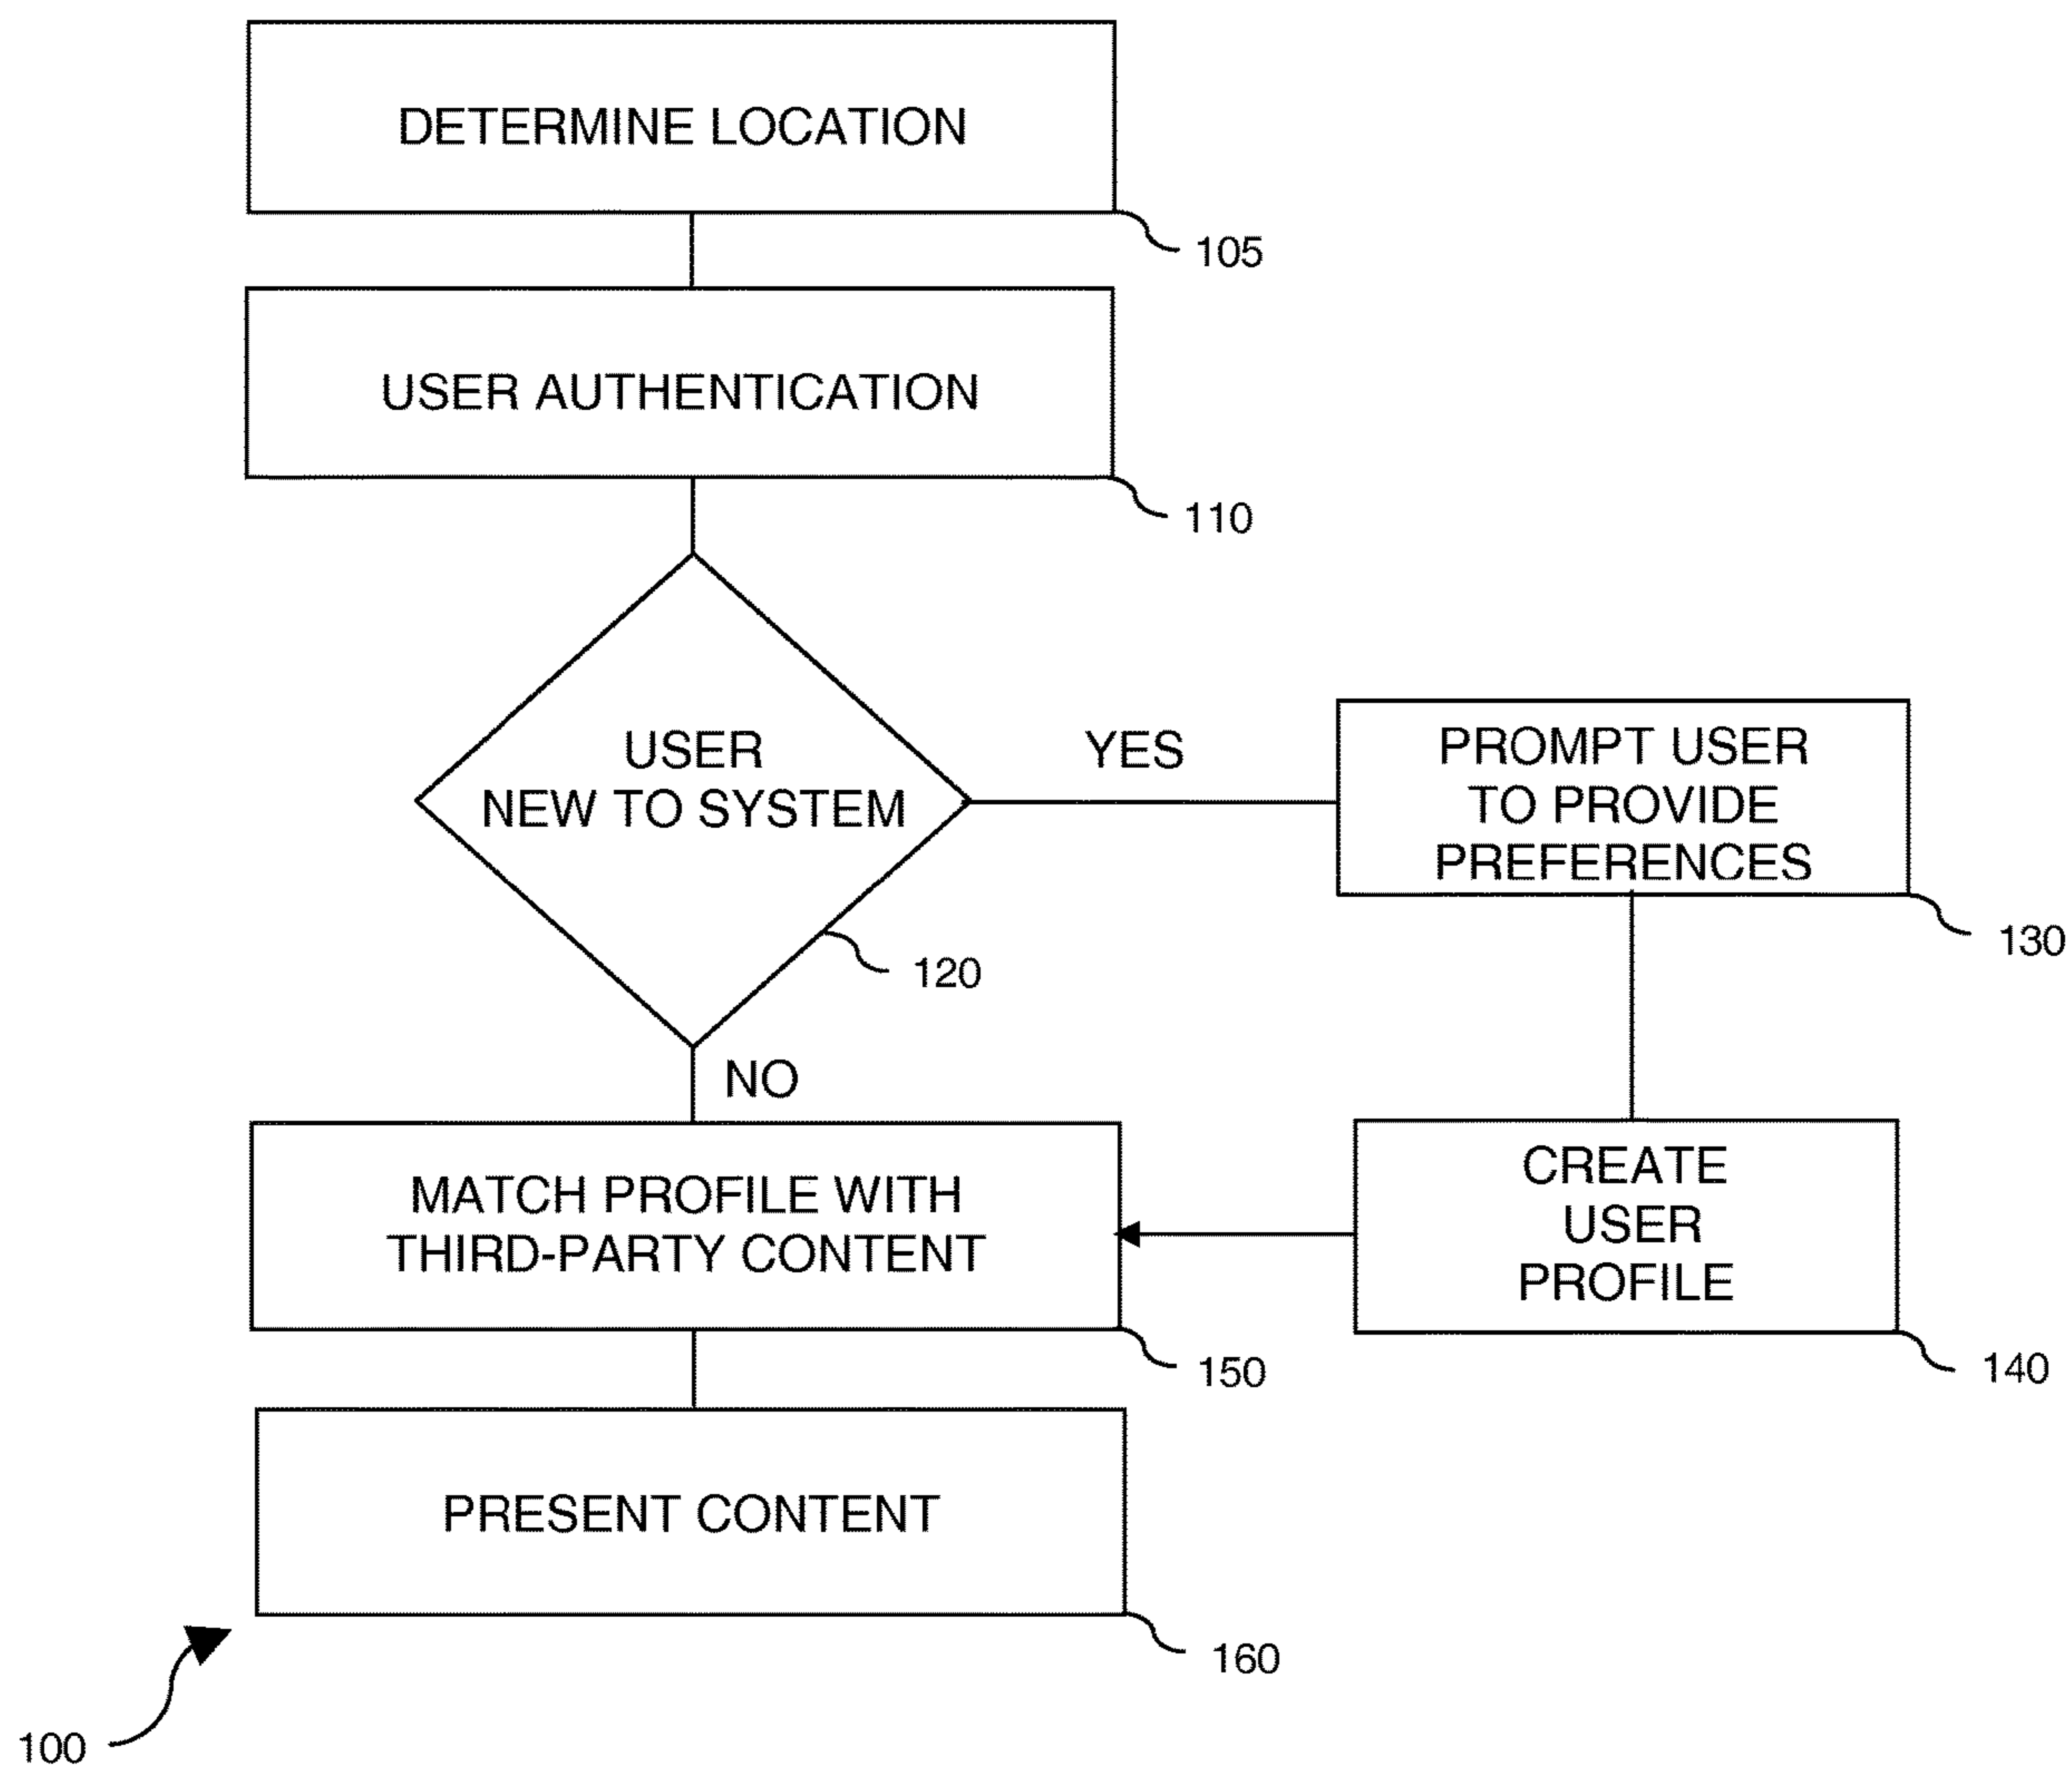 DETERMINE LOCATION
105
USER AUTHENTICATION
110
USER
NEW TO SYSTEM
120
YES
PROMPT USER
TO PROVIDE
PREFERENCES
130
NO
MATCH PROFILE WITH
THIRD-PARTY CONTENT
150
CREATE
USER
PROFILE
140
PRESENT CONTENT
160
100